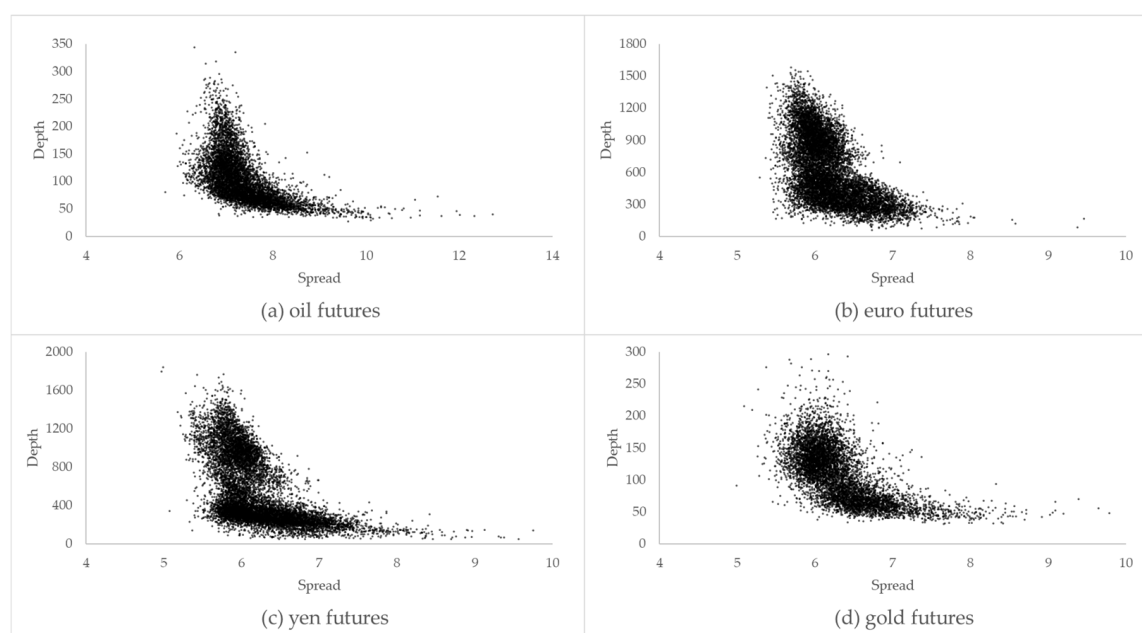 350
300
250
200
150
100
50
0
Depth
4 6 8 10 12 14
Spread
(a) oil futures
1800
1500
1200
900
600
300
0
Depth
4 5 6 7 8 9 10
Spread
(b) euro futures
2000
1600
1200
800
400
0
Depth
4 5 6 7 8 9 10
Spread
(c) yen futures
300
250
200
150
100
50
0
Depth
4 5 6 7 8 9 10
Spread
(d) gold futures